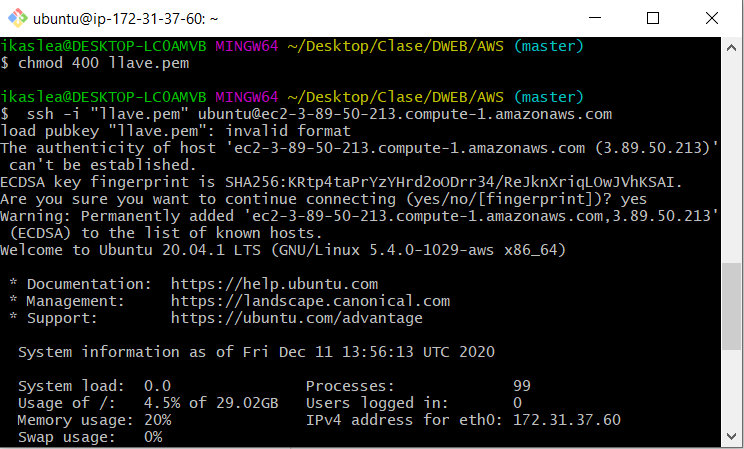 ubuntu@ip-172-31-37-60: ~
ikaslea@DESKTOP-LC0AMVB MINGW64 ~/Desktop/Clase/DWEB/AWS (master)
$ chmod 400 llave.pem
ikaslea@DESKTOP-LC0AMVB MINGW64 ~/Desktop/Clase/DWEB/AWS (master)
$  ssh -i "llave.pem" ubuntu@ec2-3-89-50-213.compute-1.amazonaws.com
load pubkey "llave.pem": invalid format
The authenticity of host 'ec2-3-89-50-213.compute-1.amazonaws.com (3.89.50.213)'
 can't be established.
ECDSA key fingerprint is SHA256:KRtp4taPrYzYHrd2oODrr34/ReJknXriqLOwJVhKSAI.
Are you sure you want to continue connecting (yes/no/[fingerprint])? yes
Warning: Permanently added 'ec2-3-89-50-213.compute-1.amazonaws.com,3.89.50.213'
 (ECDSA) to the list of known hosts.
Welcome to Ubuntu 20.04.1 LTS (GNU/Linux 5.4.0-1029-aws x86_64)
 * Documentation:  https://help.ubuntu.com
 * Management:     https://landscape.canonical.com
 * Support:        https://ubuntu.com/advantage
  System information as of Fri Dec 11 13:56:13 UTC 2020
  System load:  0.0               Processes:             99
  Usage of /:   4.5% of 29.02GB   Users logged in:       0
  Memory usage: 20%               IPv4 address for eth0: 172.31.37.60
  Swap usage:   0%